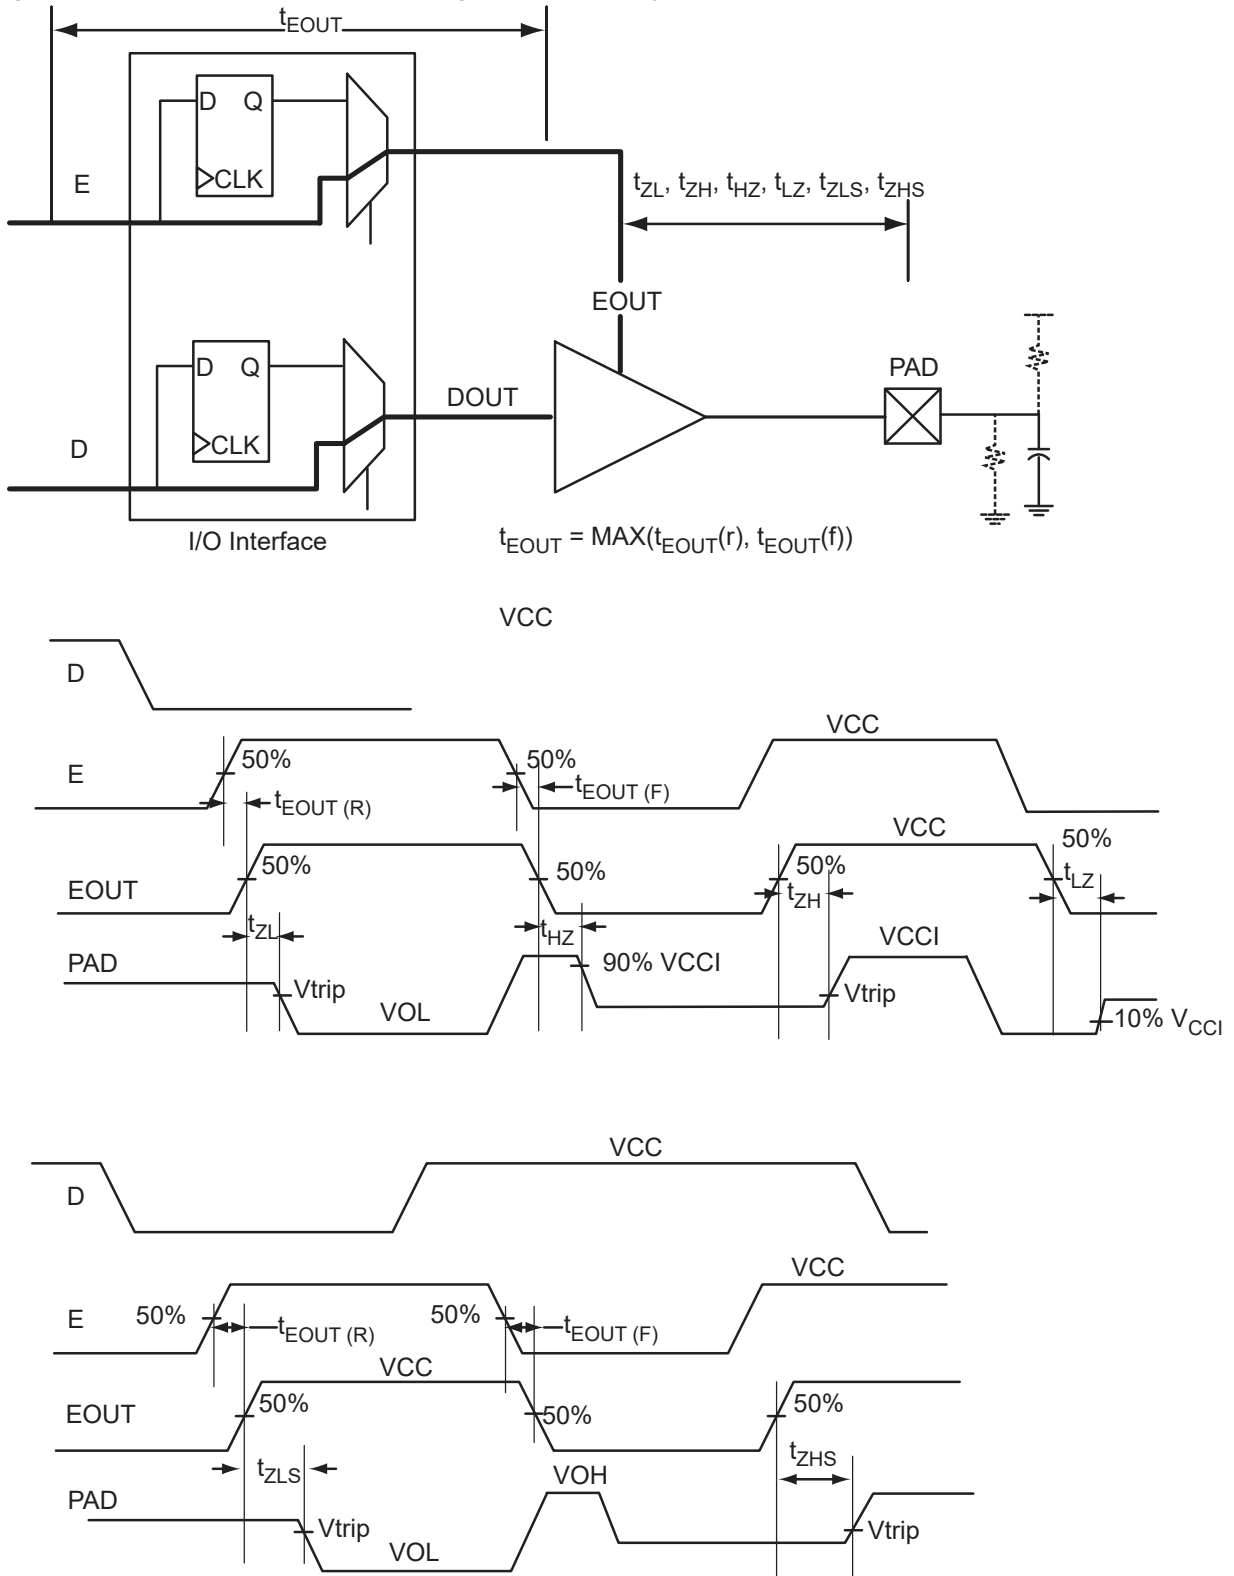 tEOUT
D Q
CLK
E
tZL, tZH, tHZ, tLZ, tZLS, tZHS
EOUT
D Q
CLK
DOUT
PAD
D
I/O Interface
tEOUT = MAX(tEOUT(r), tEOUT(f))
VCC
D
VCC
E
50%
50%
tEOUT (R)
tEOUT (F)
VCC
50%
EOUT
50%
50%
50%
tZL
tHZ
tZH
tLZ
PAD
VCCI
90% VCCI
Vtrip
VOL
Vtrip
10% VCCI
VCC
D
VCC
E
50%
50%
tEOUT (R)
tEOUT (F)
VCC
EOUT
50%
50%
50%
tZLS
tZHS
VOH
PAD
Vtrip
Vtrip
VOL